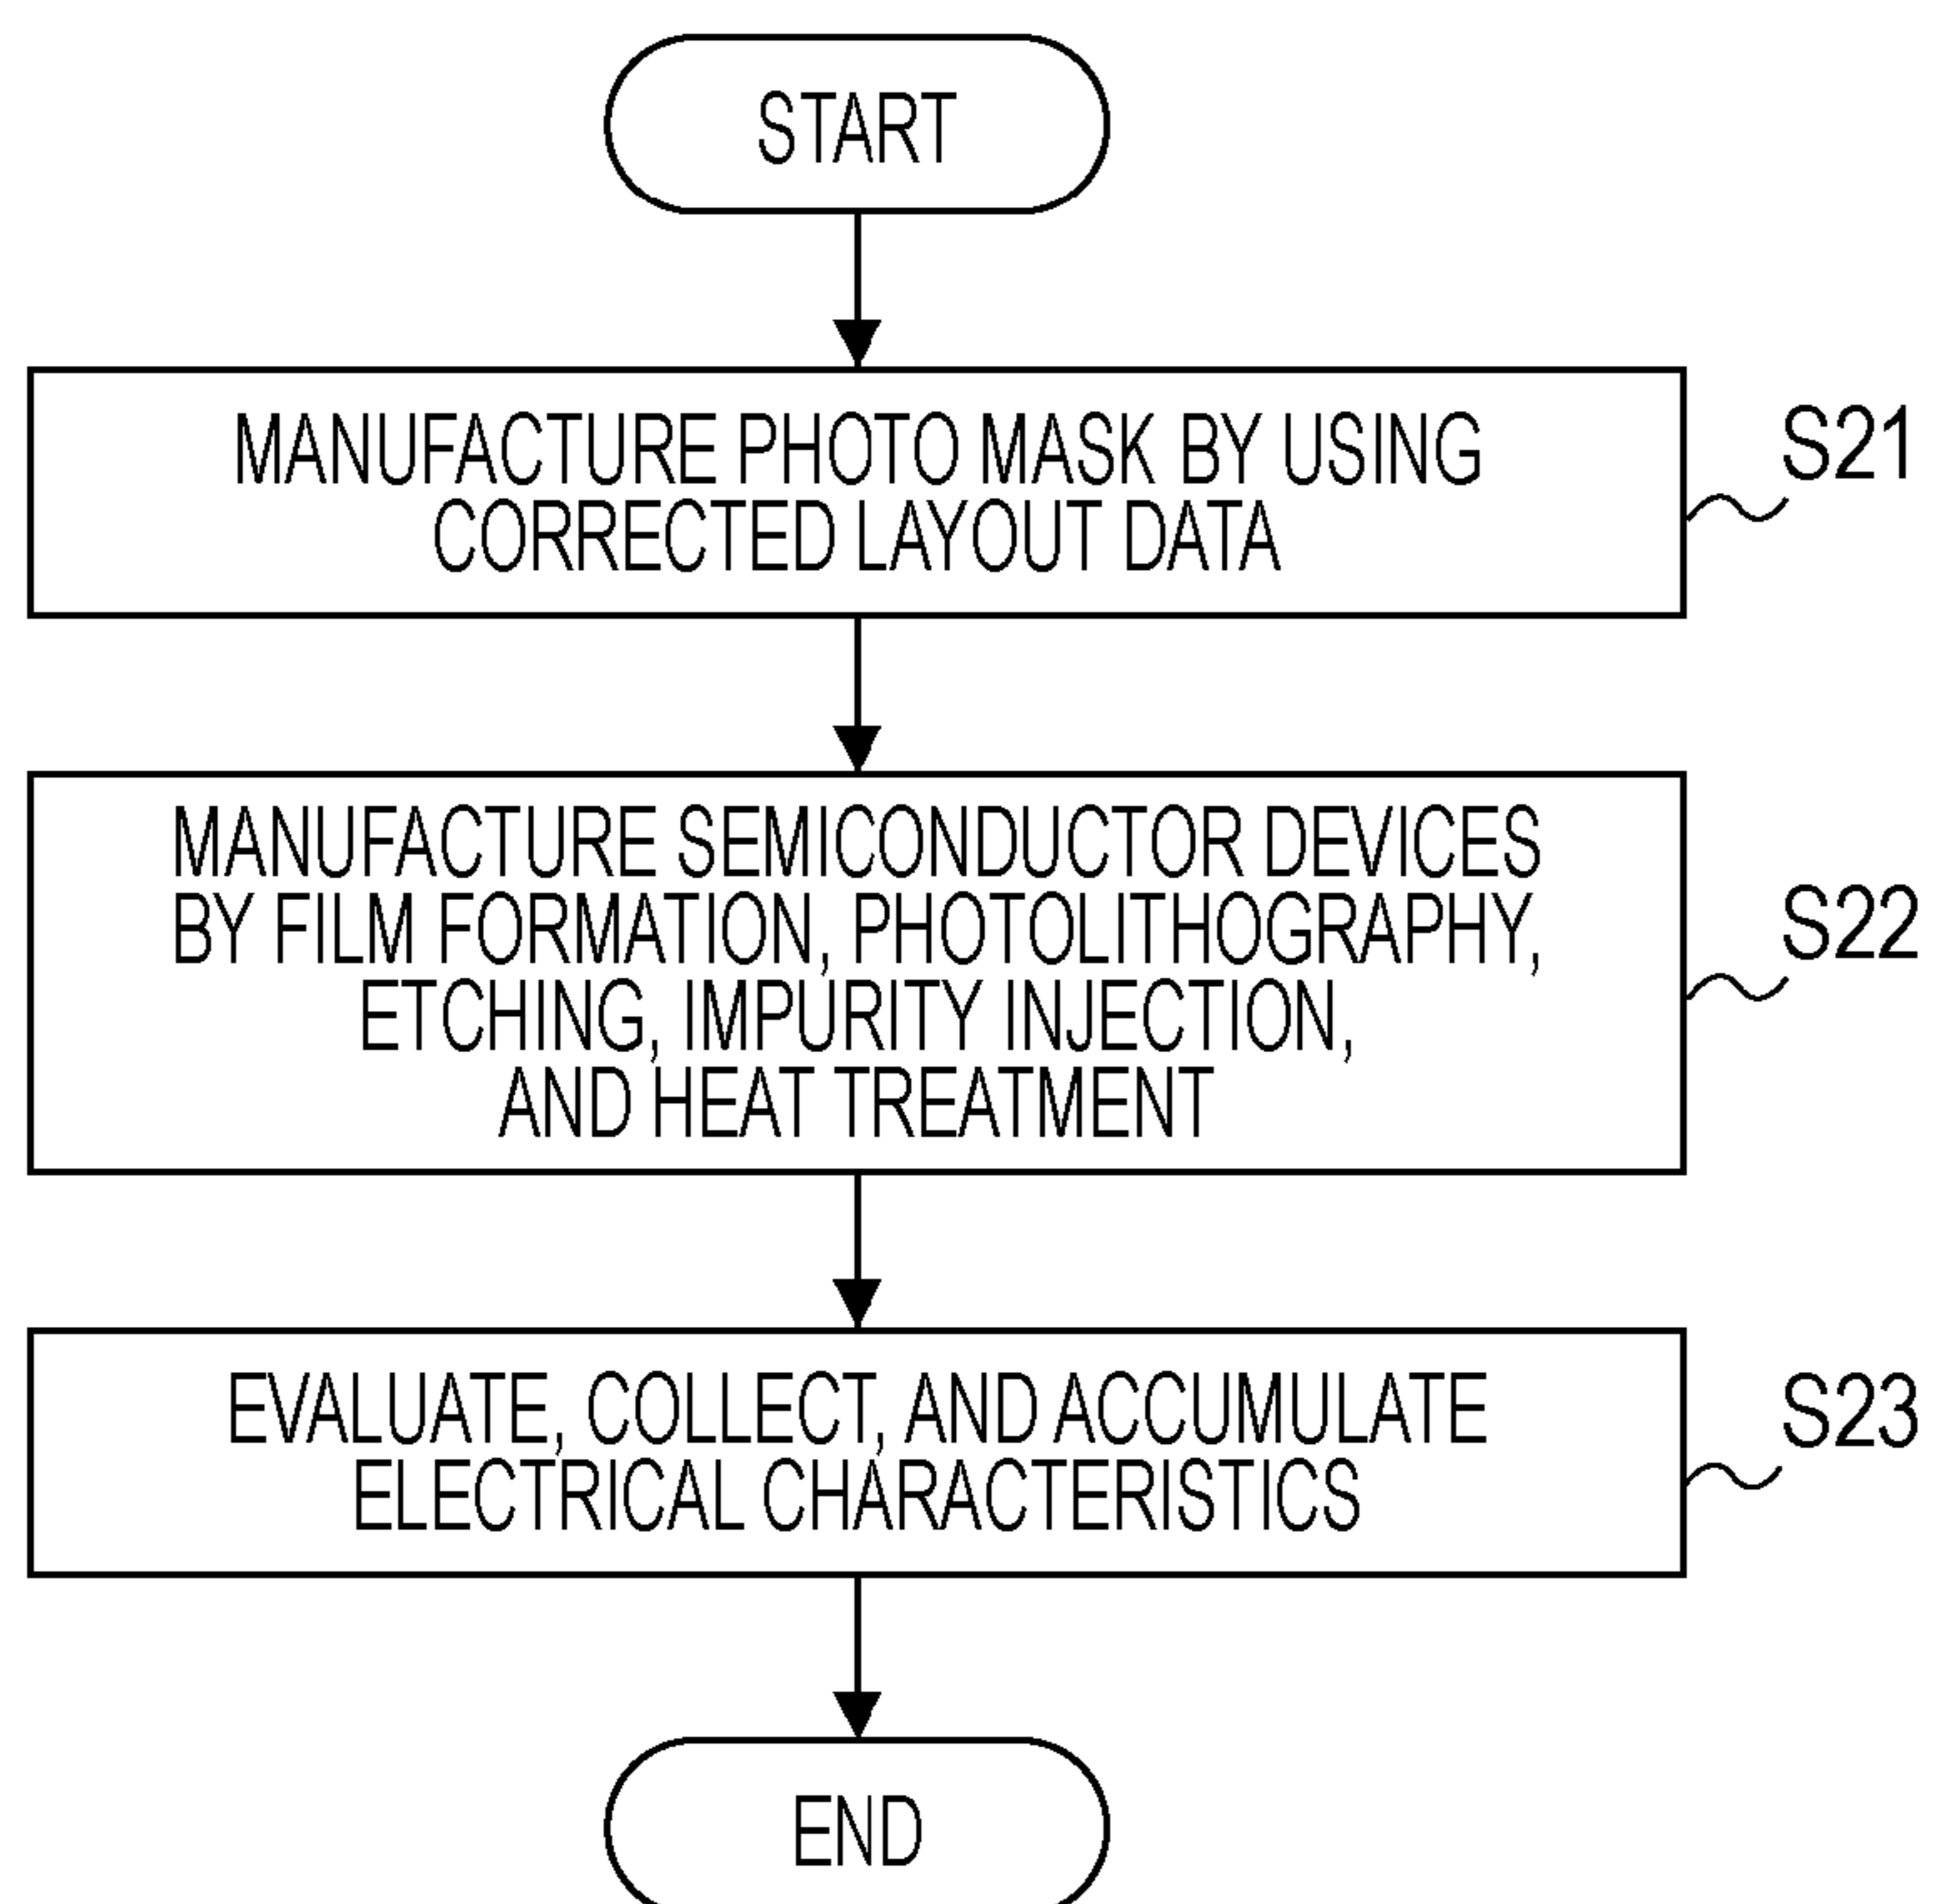 START
MANUFACTURE PHOTO MASK BY USING
CORRECTED LAYOUT DATA
S21
MANUFACTURE SEMICONDUCTOR DEVICES
BY FILM FORMATION, PHOTOLITHOGRAPHY,
ETCHING, IMPURITY INJECTION,
AND HEAT TREATMENT
S22
EVALUATE, COLLECT, AND ACCUMULATE
ELECTRICAL CHARACTERISTICS
S23
END